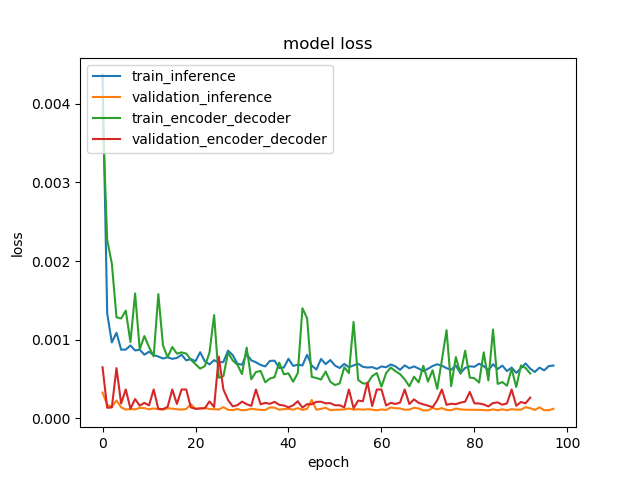 model loss
train_inference
validation_inference
train_encoder_decoder
validation_encoder_decoder
loss
0.004
0.003
0.002
0.001
0.000
0 20 40 60 80 100
epoch